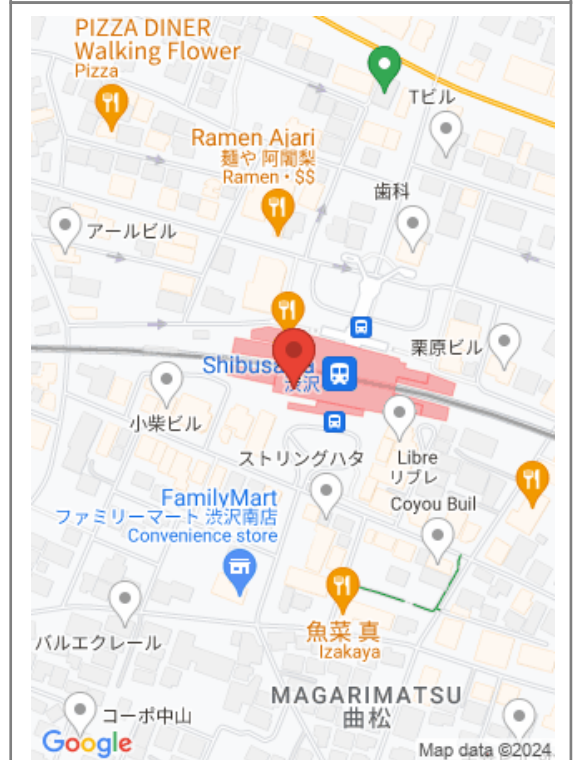 PIZZA DINER
Walking Flower
Pizza
Tビル
Ramen Ajari
麺や 阿闍梨
Ramen・$$
歯科
アールビル
栗原ビル
Shibusawa
渋沢
小柴ビル
ストリングハタ
Libre
リブレ
FamilyMart
ファミリーマート 渋沢南店
Convenience store
Coyou Buil
魚菜 真
Izakaya
バルエクレール
MAGARIMATSU
曲松
コーポ中山
Google
Map data ©2024